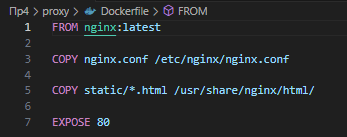 Пр4 > proxy > Dockerfile > FROM
1 FROM nginx:latest
2
3 COPY nginx.conf /etc/nginx/nginx.conf
4
5 COPY static/*.html /usr/share/nginx/html/
6
7 EXPOSE 80